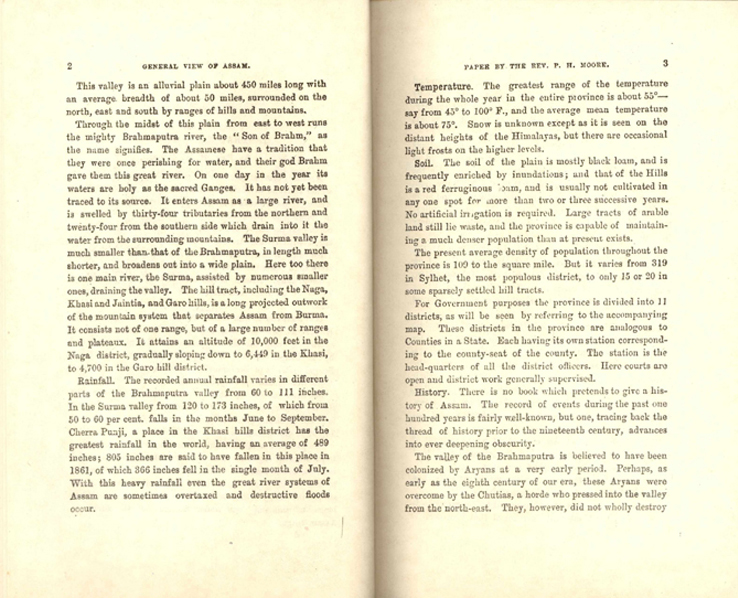 2 GENERAL VIEW OF ASSAM.
This valley is an alluvial plain about 450 miles long with
an average breadth of about 50 miles, surrounded on the
north, east and south by ranges of hills and mountains.
Through the midst of this plain from east to west runs
the mighty Brahmaputra river, the "Son of Brahm," as
the name signifies. The Assamese have a tradition that
they were once perishing for water, and their god Brahm
gave them this great river. On one day in the year its
waters are holy as the sacred Ganges. It has not yet been
traced to its source. It enters Assam as a large river, and
is swelled by thirty-four tributaries from the northern and
twenty-four from the southern side which drain into it the
water from the surrounding mountains. The Surma valley is
much smaller than that of the Brahmaputra, in length much
shorter, and broadens out into a wide plain. Here too there
is one main river, the Surma, assisted by numerous smaller
ones, draining the valley. The hill tract, including the Naga,
Khasi and Jaintia, and Garo hills, is a long projected outwork
of the mountain system that separates Assam from Burma.
It consists not of one range, but of a large number of ranges
and plateaux. It attains an altitude of 10,000 feet in the
Naga district, gradually sloping down to 6,449 in the Khasi,
to 4,700 in the Garo hill district.
Rainfall. The recorded annual rainfall varies in different
parts of the Brahmaputra valley from 60 to 111 inches.
In the Surma valley from 120 to 173 inches, of which from
50 to 60 per cent. falls in the months June to September.
Cherra Punji, a place in the Khasi hills district has the
greatest rainfall in the world, having an average of 489
inches; 805 inches are said to have fallen in this place in
1861, of which 366 inches fell in the single month of July.
With this heavy rainfall even the great river systems of
Assam are sometimes overtaxed and destructive floods
occur.
PAPER BY THE REV. P. H. MOORE. 3
Temperature. The greatest range of the temperature
during the whole year in the entire province is about 55°—
say from 45° to 100° F., and the average mean temperature
is about 75°. Snow is unknown except as it is seen on the
distant heights of the Himalayas, but there are occasional
light frosts on the higher levels.
Soil. The soil of the plain is mostly black loam, and is
frequently enriched by inundations; and that of the Hills
is a red ferruginous loam, and is usually not cultivated in
any one spot for more than two or three successive years.
No artificial irrigation is required. Large tracts of arable
land still lie waste, and the province is capable of maintain-
ing a much denser population than at present exists.
The present average density of population throughout the
province is 109 to the square mile. But it varies from 319
in Sylhet, the most populous district, to only 15 or 20 in
some sparsely settled hill tracts.
For Government purposes the province is divided into 11
districts, as will be seen by referring to the accompanying
map. These districts in the province are analogous to
Counties in a State. Each having its own station correspond-
ing to the county-seat of the county. The station is the
head-quarters of all the district officers. Here courts are
open and district work generally supervised.
History. There is no book which pretends to give a his-
tory of Assam. The record of events during the past one
hundred years is fairly well-known, but one, tracing back the
thread of history prior to the nineteenth century, advances
into ever deepening obscurity.
The valley of the Brahmaputra is believed to have been
colonized by Aryans at a very early period. Perhaps, as
early as the eighth century of our era, these Aryans were
overcome by the Chutias, a horde who pressed into the valley
from the north-east. They, however, did not wholly destroy